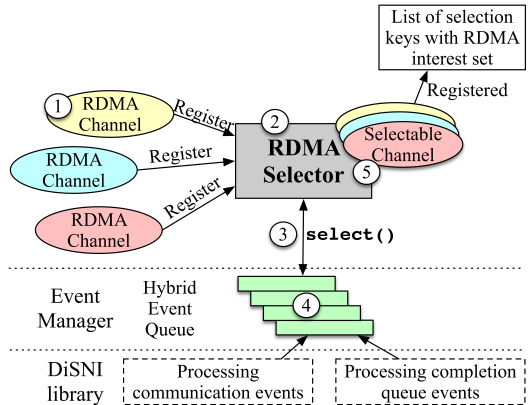 List of selection
keys with RDMA
interest set
Registered
1
RDMA
Channel
Register
2
RDMA
Selector
Selectable
Channel
5
RDMA
Channel
Register
RDMA
Channel
Register
3
select()
Event
Manager
Hybrid
Event
Queue
4
DiSNI
library
Processing
communication events
Processing completion
queue events